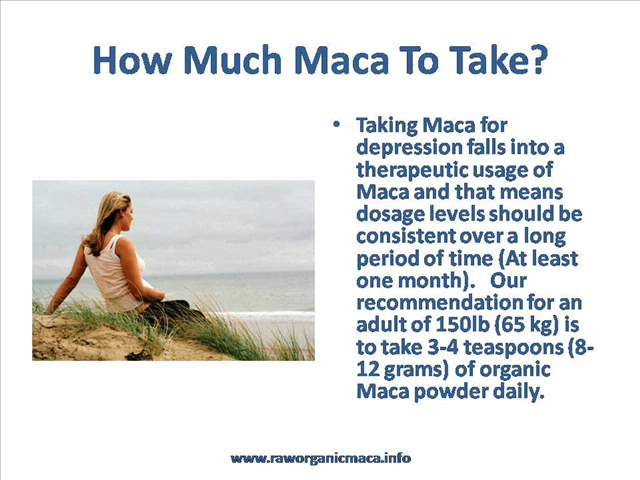 How Much Maca To Take?
• Taking Maca for
depression falls into a
therapeutic usage of
Maca and that means
dosage levels should be
consistent over a long
period of time (At least
one month).   Our
recommendation for an
adult of 150lb (65 kg) is
to take 3-4 teaspoons (8-
12 grams) of organic
Maca powder daily.
www.raworganicmaca.info